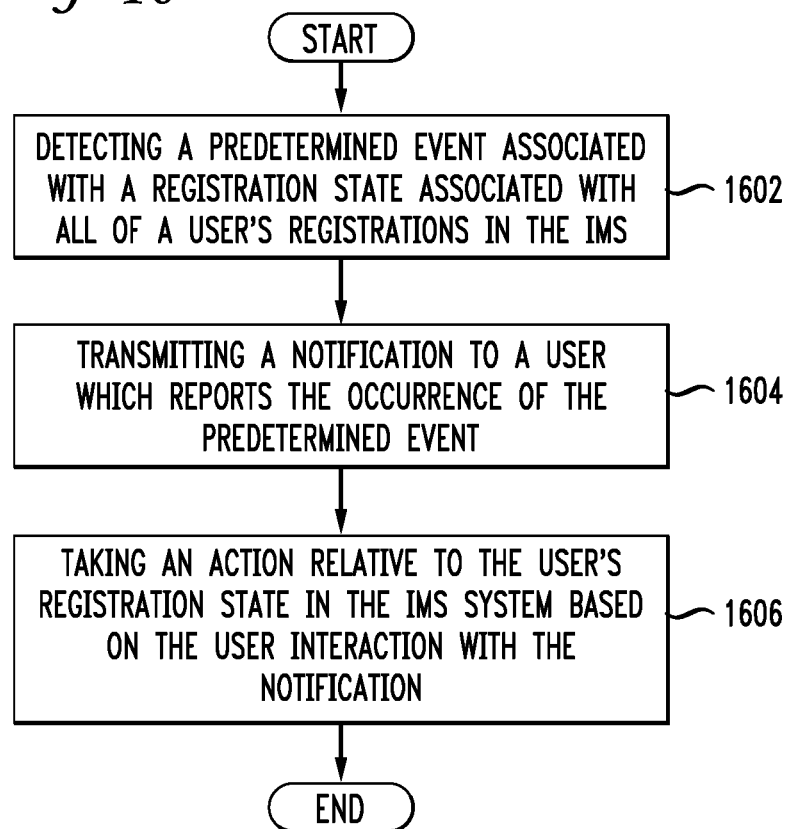 START
DETECTING A PREDETERMINED EVENT ASSOCIATED
WITH A REGISTRATION STATE ASSOCIATED WITH
ALL OF A USER'S REGISTRATIONS IN THE IMS
1602
TRANSMITTING A NOTIFICATION TO A USER
WHICH REPORTS THE OCCURRENCE OF THE
PREDETERMINED EVENT
1604
TAKING AN ACTION RELATIVE TO THE USER'S
REGISTRATION STATE IN THE IMS SYSTEM BASED
ON THE USER INTERACTION WITH THE
NOTIFICATION
1606
END